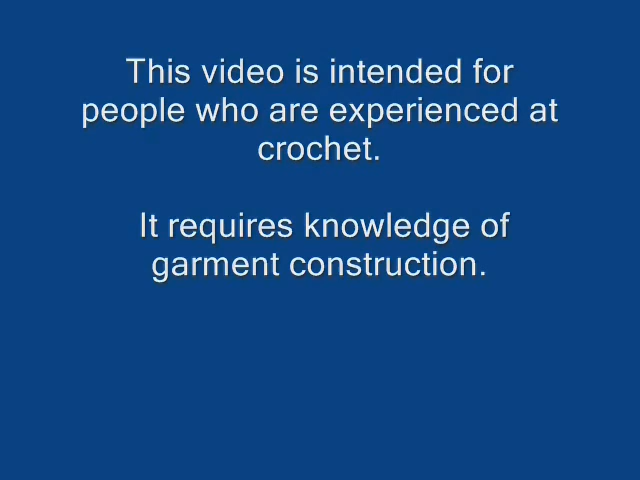 This video is intended for
people who are experienced at
crochet.
It requires knowledge of
garment construction.